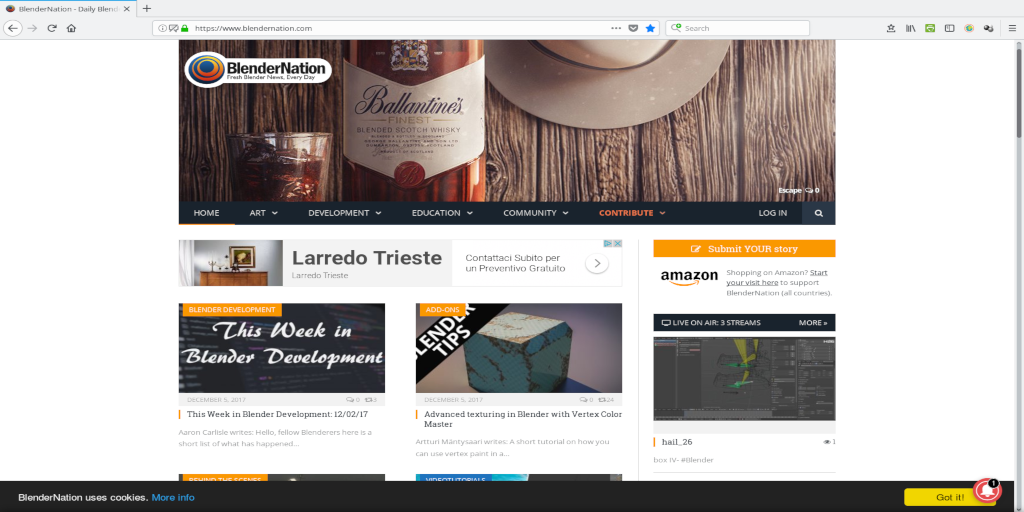 BlenderNation - Daily Blend
https://www.blendernation.com
Search
BlenderNation
Fresh Blender News, Every Day
Ballantine's
FINEST
BLENDED SCOTCH WHISKY
Escape 0
HOME ART DEVELOPMENT EDUCATION COMMUNITY CONTRIBUTE LOG IN
Larredo Trieste
Larredo Trieste
Contattaci Subito per
un Preventivo Gratuito
Submit YOUR story
amazon
Shopping on Amazon? Start
your visit here to support
BlenderNation (all countries).
BLENDER DEVELOPMENT
This Week in
Blender Development
DECEMBER 5, 2017 0 3
This Week in Blender Development: 12/02/17
Aaron Carlisle writes: Hello, fellow Blenderers here is a
short list of what has happened...
ADD-ONS
BLENDER
TIPS
DECEMBER 5, 2017 0 24
Advanced texturing in Blender with Vertex Color
Master
Artturi Mäntysaari writes: A short tutorial on how you
can use vertex paint in a...
LIVE ON AIR: 3 STREAMS MORE »
hail_26 1
box IV- #Blender
BEHIND THE SCENES
VIDEOTUTORIALS
BlenderNation uses cookies. More info
Got it!
1